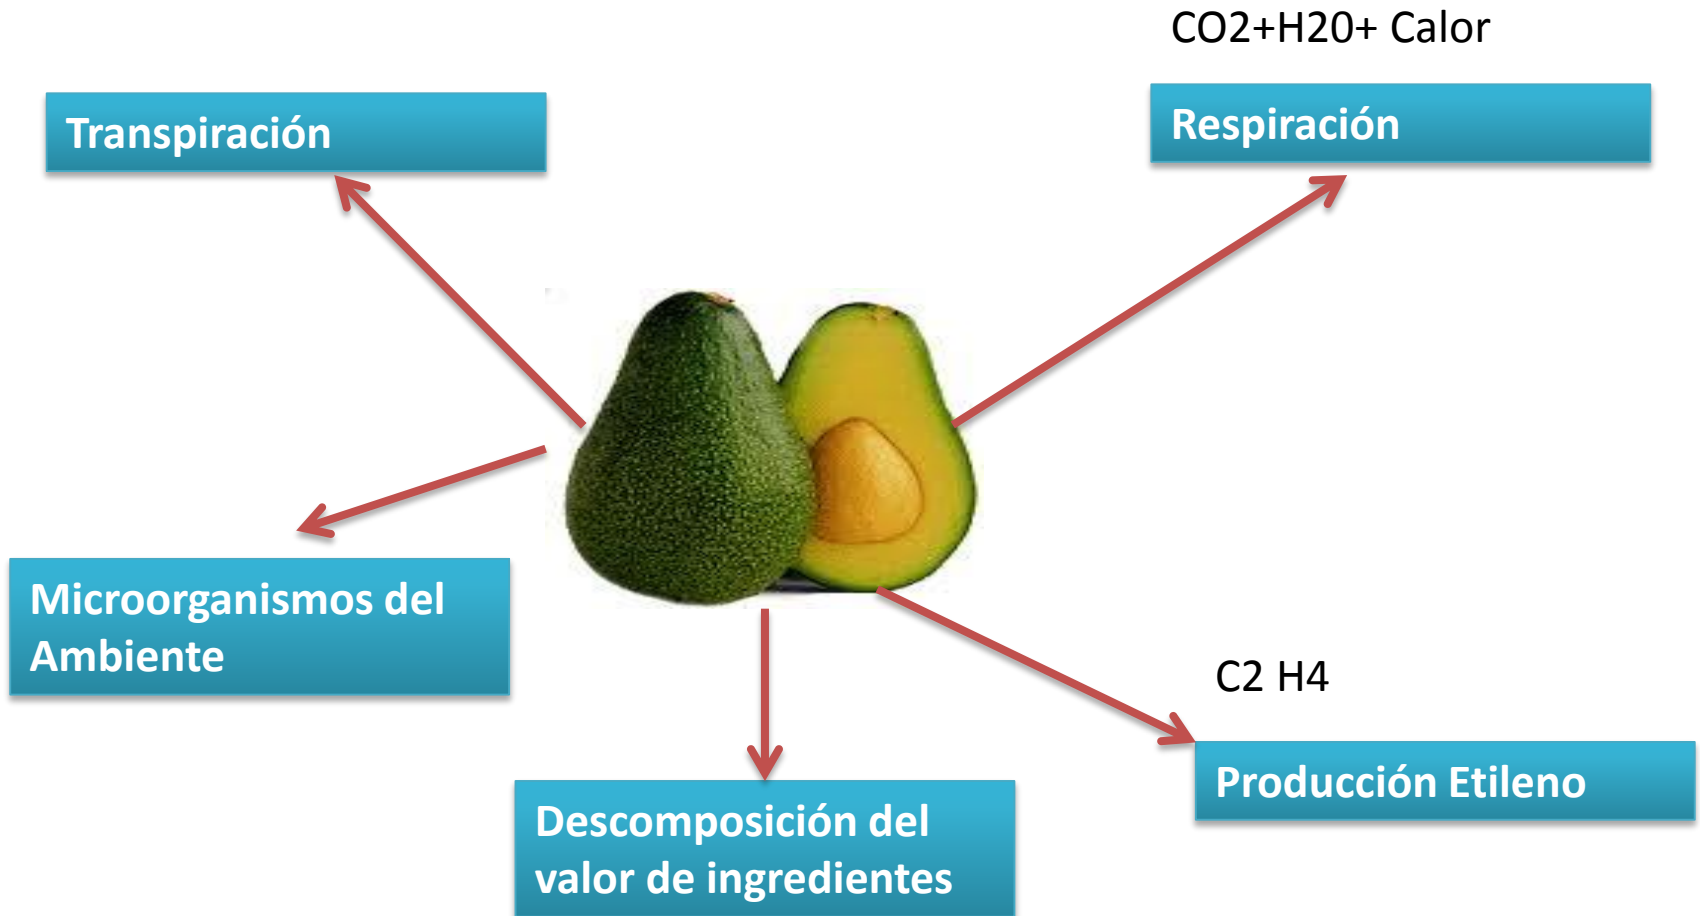 CO2+H20+ Calor
Transpiración
Respiración
Microorganismos del
Ambiente
C2 H4
Producción Etileno
Descomposición del
valor de ingredientes